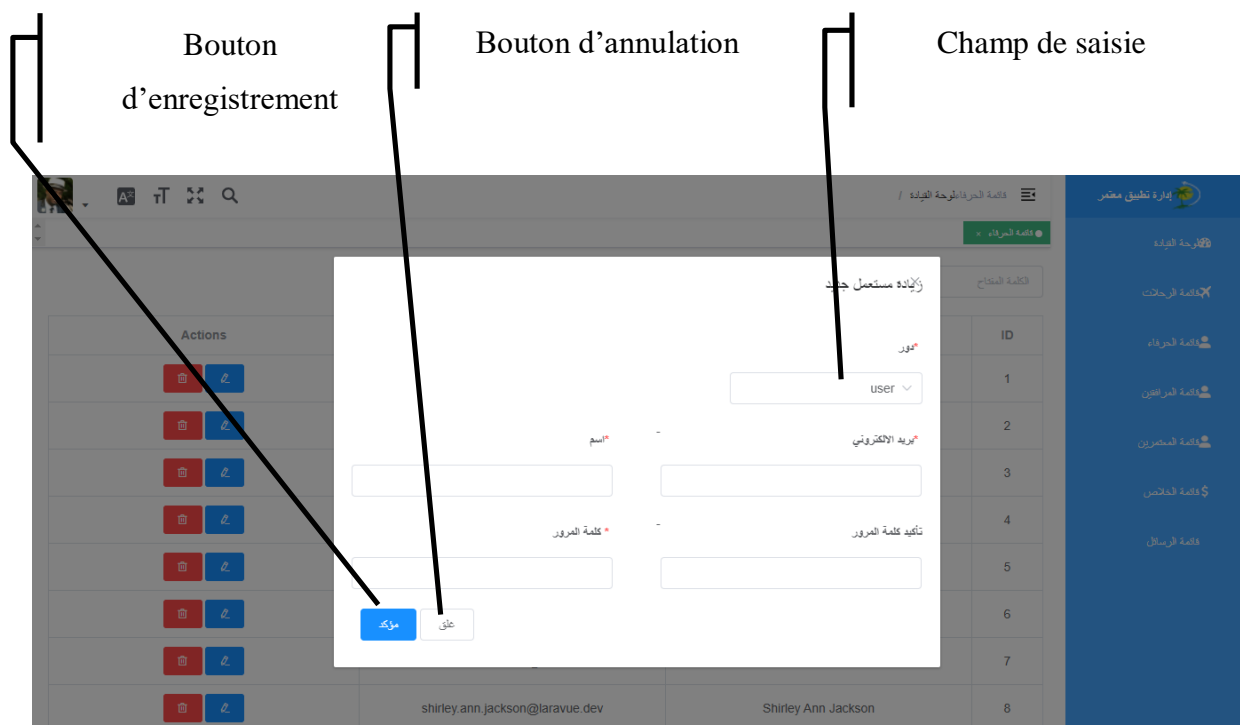 Bouton
d’enregistrement
Bouton d’annulation
Champ de saisie
إدارة تطبيق معتمر
قائمة الحرفاء لوحة القيادة /
قائمة الحرفاء ×
لوحة القيادة
قائمة الرحلات
قائمة الحرفاء
قائمة المرافقين
قائمة المعتمرين
قائمة الخلاص
قائمة الرسائل
الكلمة المفتاح
زيادة مستعمل جديد
*دور
user
*بريد الالكتروني
-
*اسم
تأكيد كلمة المرور
-
* كلمة المرور
غلق
مؤكد
ID
Actions
1
2
3
4
5
6
7
8
Shirley Ann Jackson
shirley.ann.jackson@laravue.dev